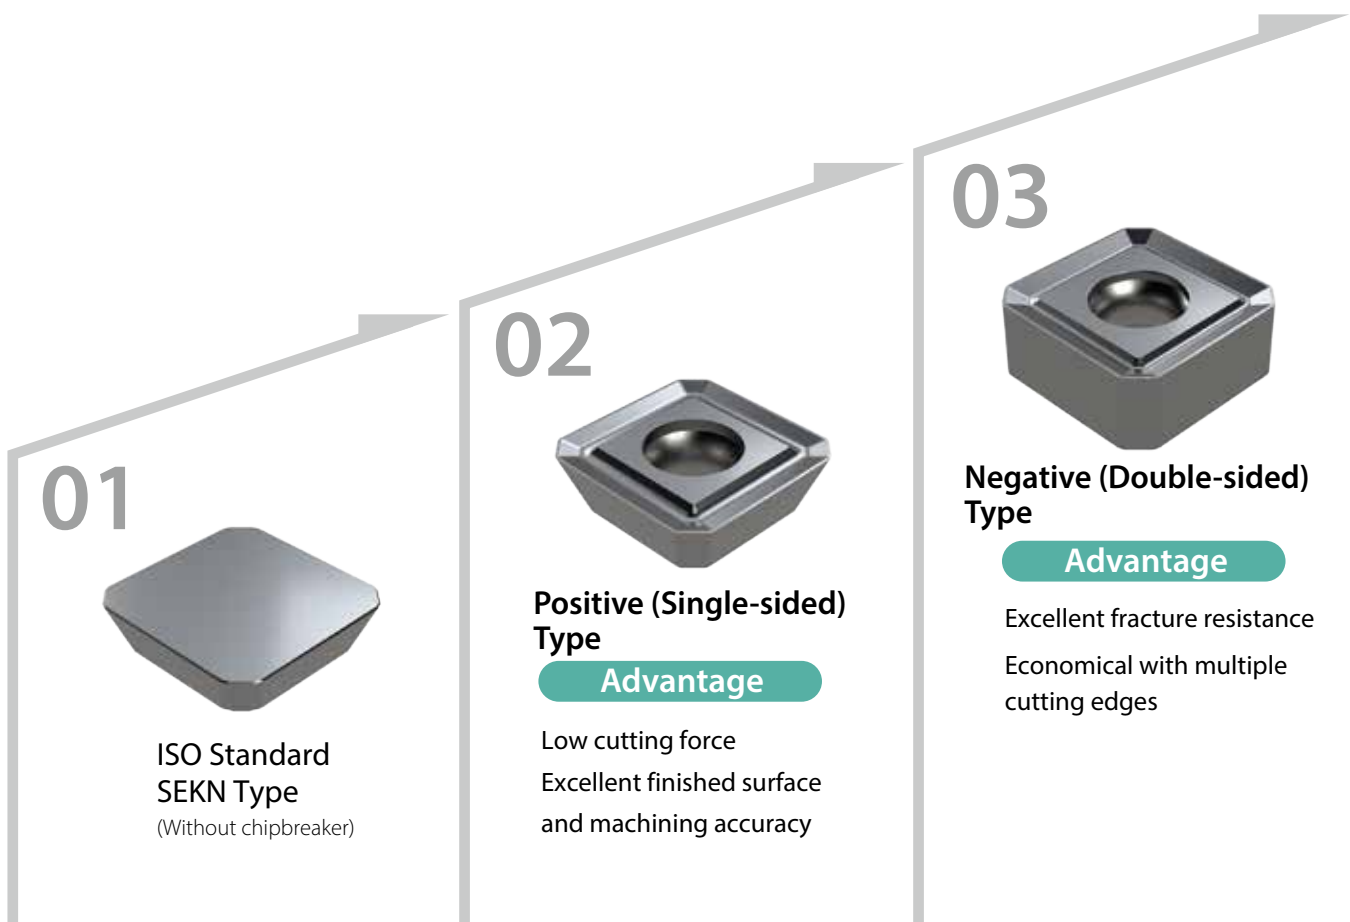 01
ISO Standard
SEKN Type
(Without chipbreaker)
02
Positive (Single-sided)
Type
Advantage
Low cutting force
Excellent finished surface
and machining accuracy
03
Negative (Double-sided)
Type
Advantage
Excellent fracture resistance
Economical with multiple
cutting edges